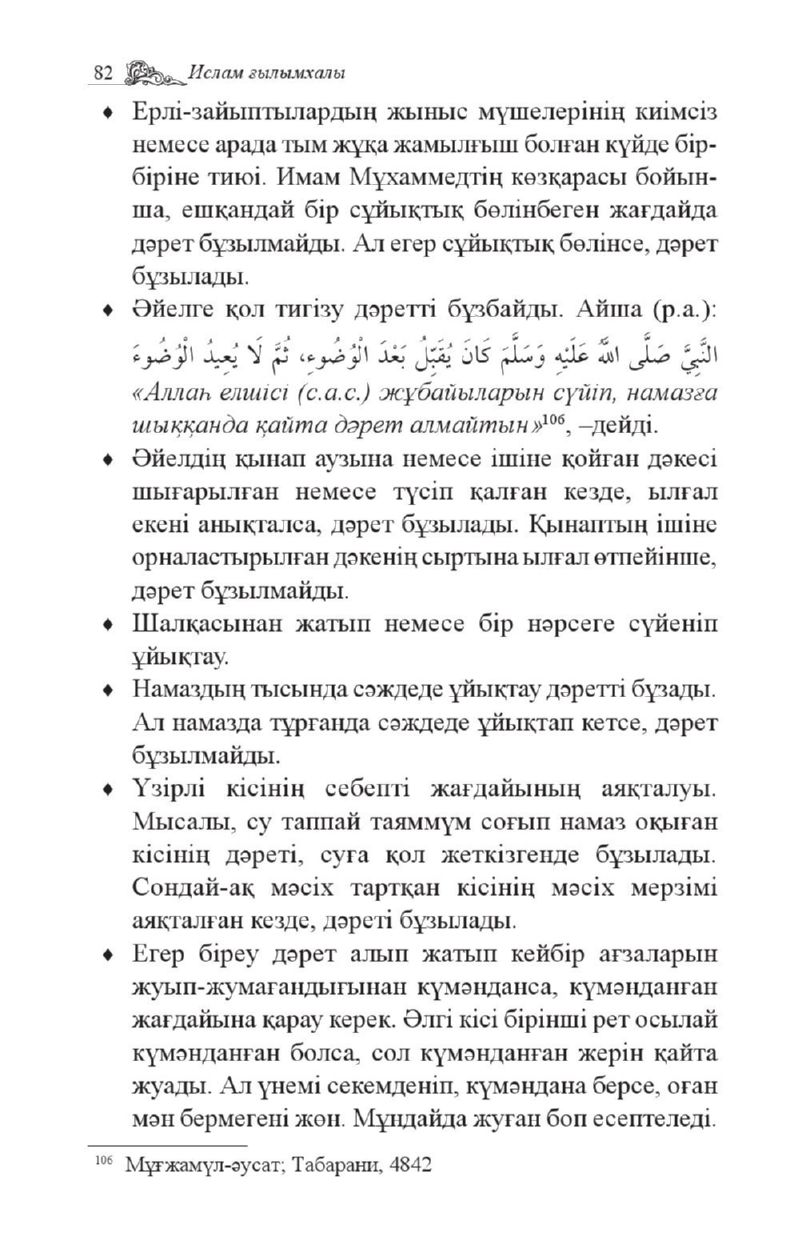 82 Ислам ғылымхалы
♦ Ерлі-зайыптылардың жыныс мүшелерінің киімсіз
немесе арада тым жұқа жамылғыш болған күйде бір-
біріне тиюі. Имам Мұхаммедтің көзқарасы бойын-
ша, ешқандай бір сұйықтық бөлінбеген жағдайда
дәрет бұзылмайды. Ал егер сұйықтық бөлінсе, дәрет
бұзылады.
♦ Әйелге қол тигізу дәретті бұзбайды. Айша (р.а.):
النَّبِيَّ صَلَّى اللهُ عَلَيْهِ وَسَلَّمَ كَانَ يُقَبِّلُ بَعْدَ الْوُضُوءِ، ثُمَّ لَا يُعِيدُ الْوُضُوءَ
«Аллаһ елшісі (с.а.с.) жұбайыларын сүйіп, намазға
шыққанда қайта дәрет алмайтын»¹⁰⁶, –дейді.
♦ Әйелдің қынап аузына немесе ішіне қойған дәкесі
шығарылған немесе түсіп қалған кезде, ылғал
екені анықталса, дәрет бұзылады. Қынаптың ішіне
орналастырылған дәкенің сыртына ылғал өтпейінше,
дәрет бұзылмайды.
♦ Шалқасынан жатып немесе бір нәрсеге сүйеніп
ұйықтау.
♦ Намаздың тысында сәждеде ұйықтау дәретті бұзады.
Ал намазда тұрғанда сәждеде ұйықтап кетсе, дәрет
бұзылмайды.
♦ Үзірлі кісінің себепті жағдайының аяқталуы.
Мысалы, су таппай таяммүм соғып намаз оқыған
кісінің дәреті, суға қол жеткізгенде бұзылады.
Сондай-ақ мәсіх тартқан кісінің мәсіх мерзімі
аяқталған кезде, дәреті бұзылады.
♦ Егер біреу дәрет алып жатып кейбір ағзаларын
жуып-жумағандығынан күмәнданса, күмәнданған
жағдайына қарау керек. Әлгі кісі бірінші рет осылай
күмәнданған болса, сол күмәнданған жерін қайта
жуады. Ал үнемі секемденіп, күмәндана берсе, оған
мән бермегені жөн. Мұндайда жуған боп есептеледі.
¹⁰⁶ Мұғжамүл-әусат; Табарани, 4842